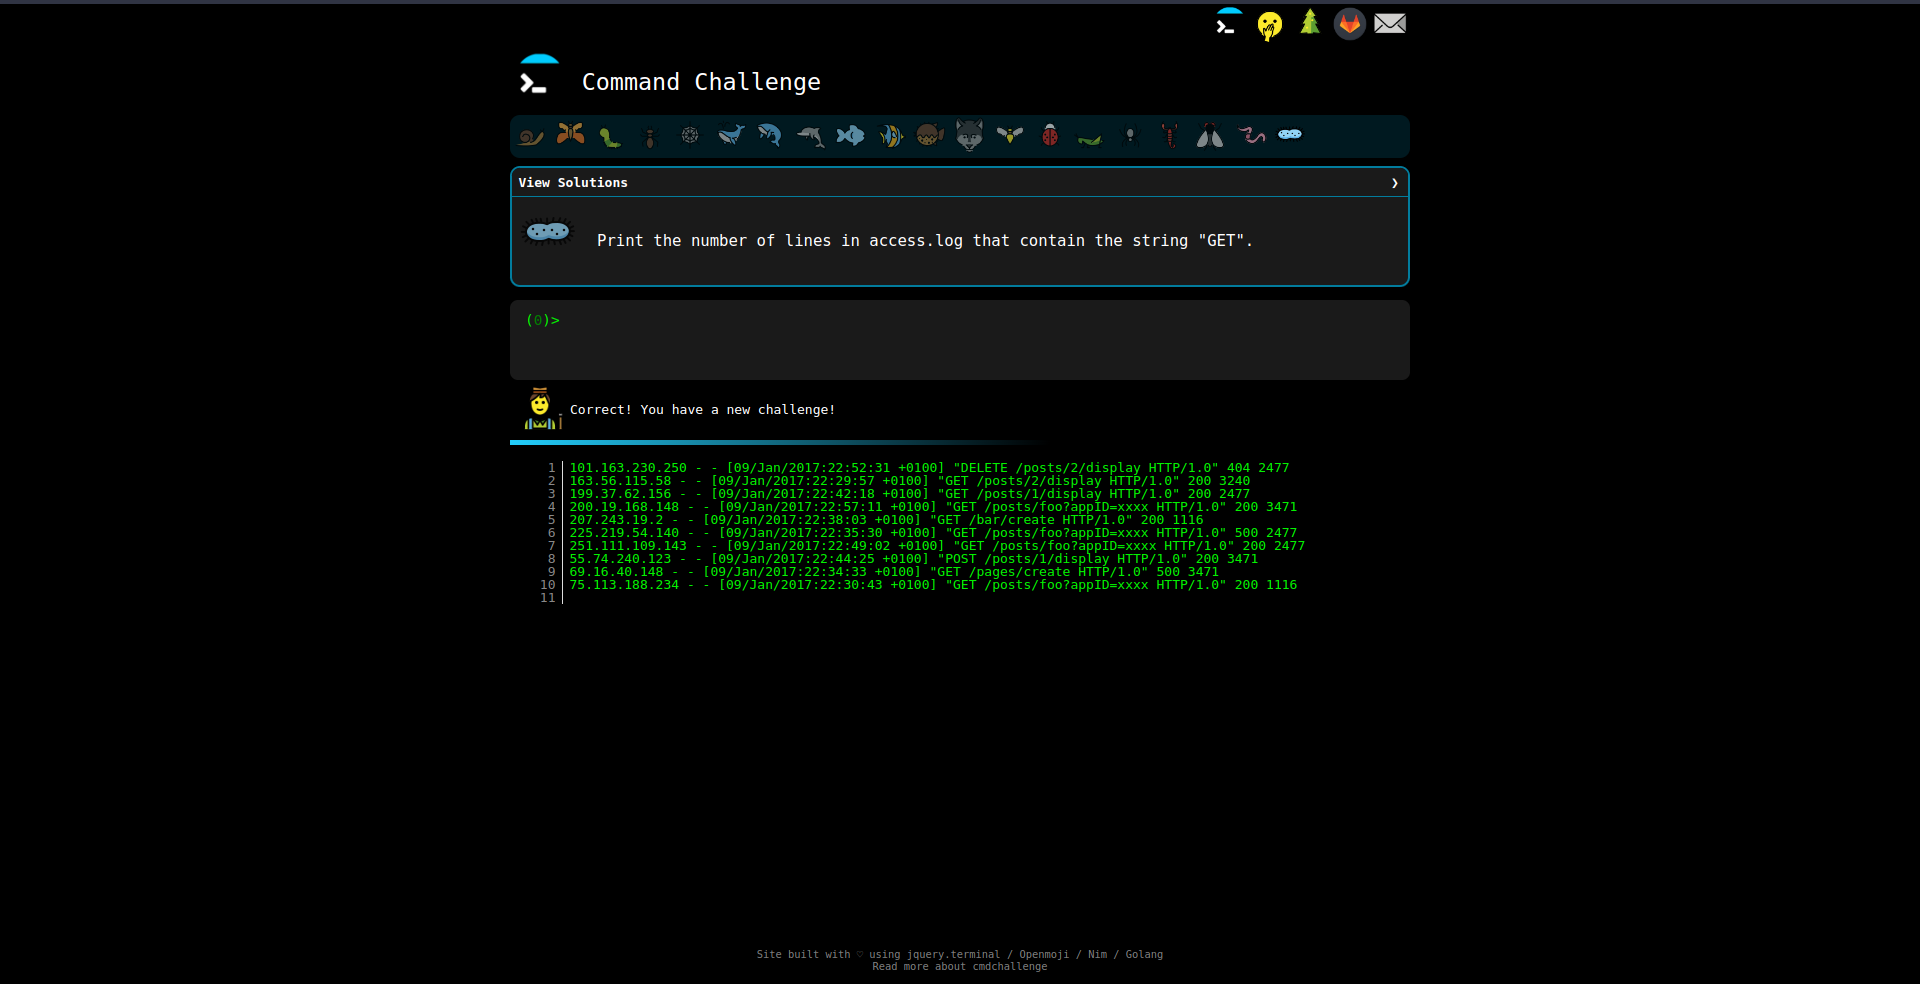 Command Challenge
View Solutions ❯
Print the number of lines in access.log that contain the string "GET".
(0)>
Correct! You have a new challenge!
1 101.163.230.250 - - [09/Jan/2017:22:52:31 +0100] "DELETE /posts/2/display HTTP/1.0" 404 2477
2 163.56.115.58 - - [09/Jan/2017:22:29:57 +0100] "GET /posts/2/display HTTP/1.0" 200 3240
3 199.37.62.156 - - [09/Jan/2017:22:42:18 +0100] "GET /posts/1/display HTTP/1.0" 200 2477
4 200.19.168.148 - - [09/Jan/2017:22:57:11 +0100] "GET /posts/foo?appID=xxxx HTTP/1.0" 200 3471
5 207.243.19.2 - - [09/Jan/2017:22:38:03 +0100] "GET /bar/create HTTP/1.0" 200 1116
6 225.219.54.140 - - [09/Jan/2017:22:35:30 +0100] "GET /posts/foo?appID=xxxx HTTP/1.0" 500 2477
7 251.111.109.143 - - [09/Jan/2017:22:49:02 +0100] "GET /posts/foo?appID=xxxx HTTP/1.0" 200 2477
8 55.74.240.123 - - [09/Jan/2017:22:44:25 +0100] "POST /posts/1/display HTTP/1.0" 200 3471
9 69.16.40.148 - - [09/Jan/2017:22:34:33 +0100] "GET /pages/create HTTP/1.0" 500 3471
10 75.113.188.234 - - [09/Jan/2017:22:30:43 +0100] "GET /posts/foo?appID=xxxx HTTP/1.0" 200 1116
11
Site built with ♡ using jquery.terminal / Openmoji / Nim / Golang
Read more about cmdchallenge